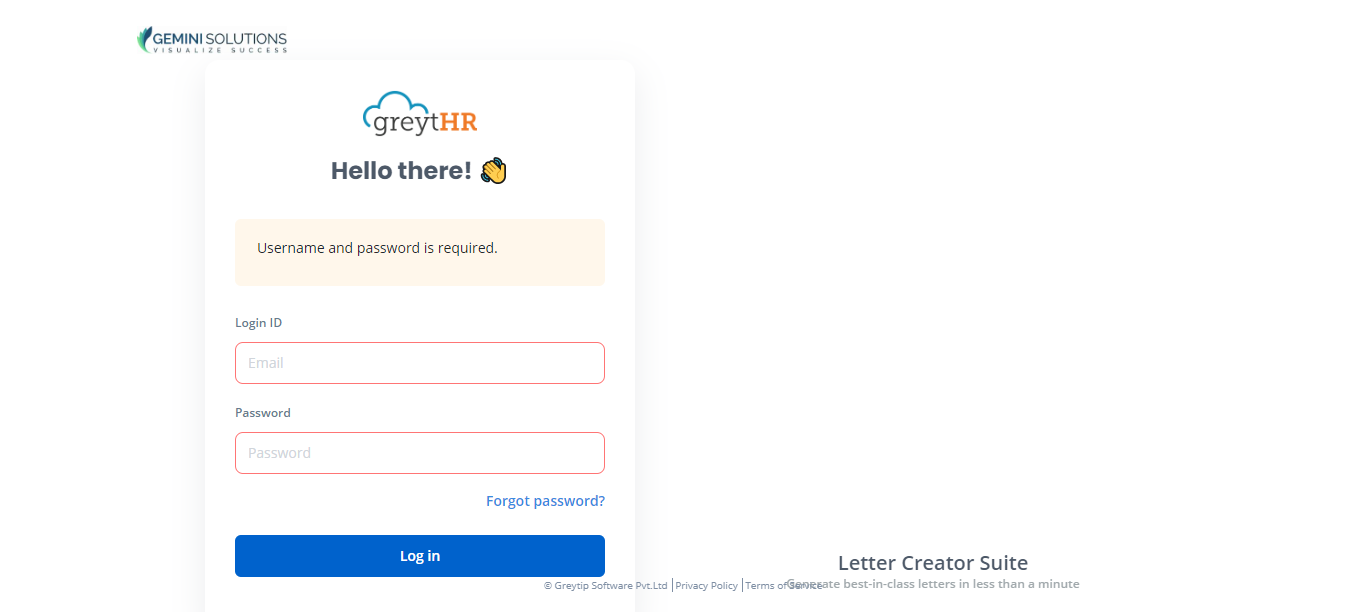 GEMINI SOLUTIONS
VISUALIZE SUCCESS
greytHR
Hello there!
Username and password is required.
Login ID
Email
Password
Password
Forgot password?
Log in
Letter Creator Suite
Generate best-in-class letters in less than a minute
© Greytip Software Pvt.Ltd | Privacy Policy | Terms of Service